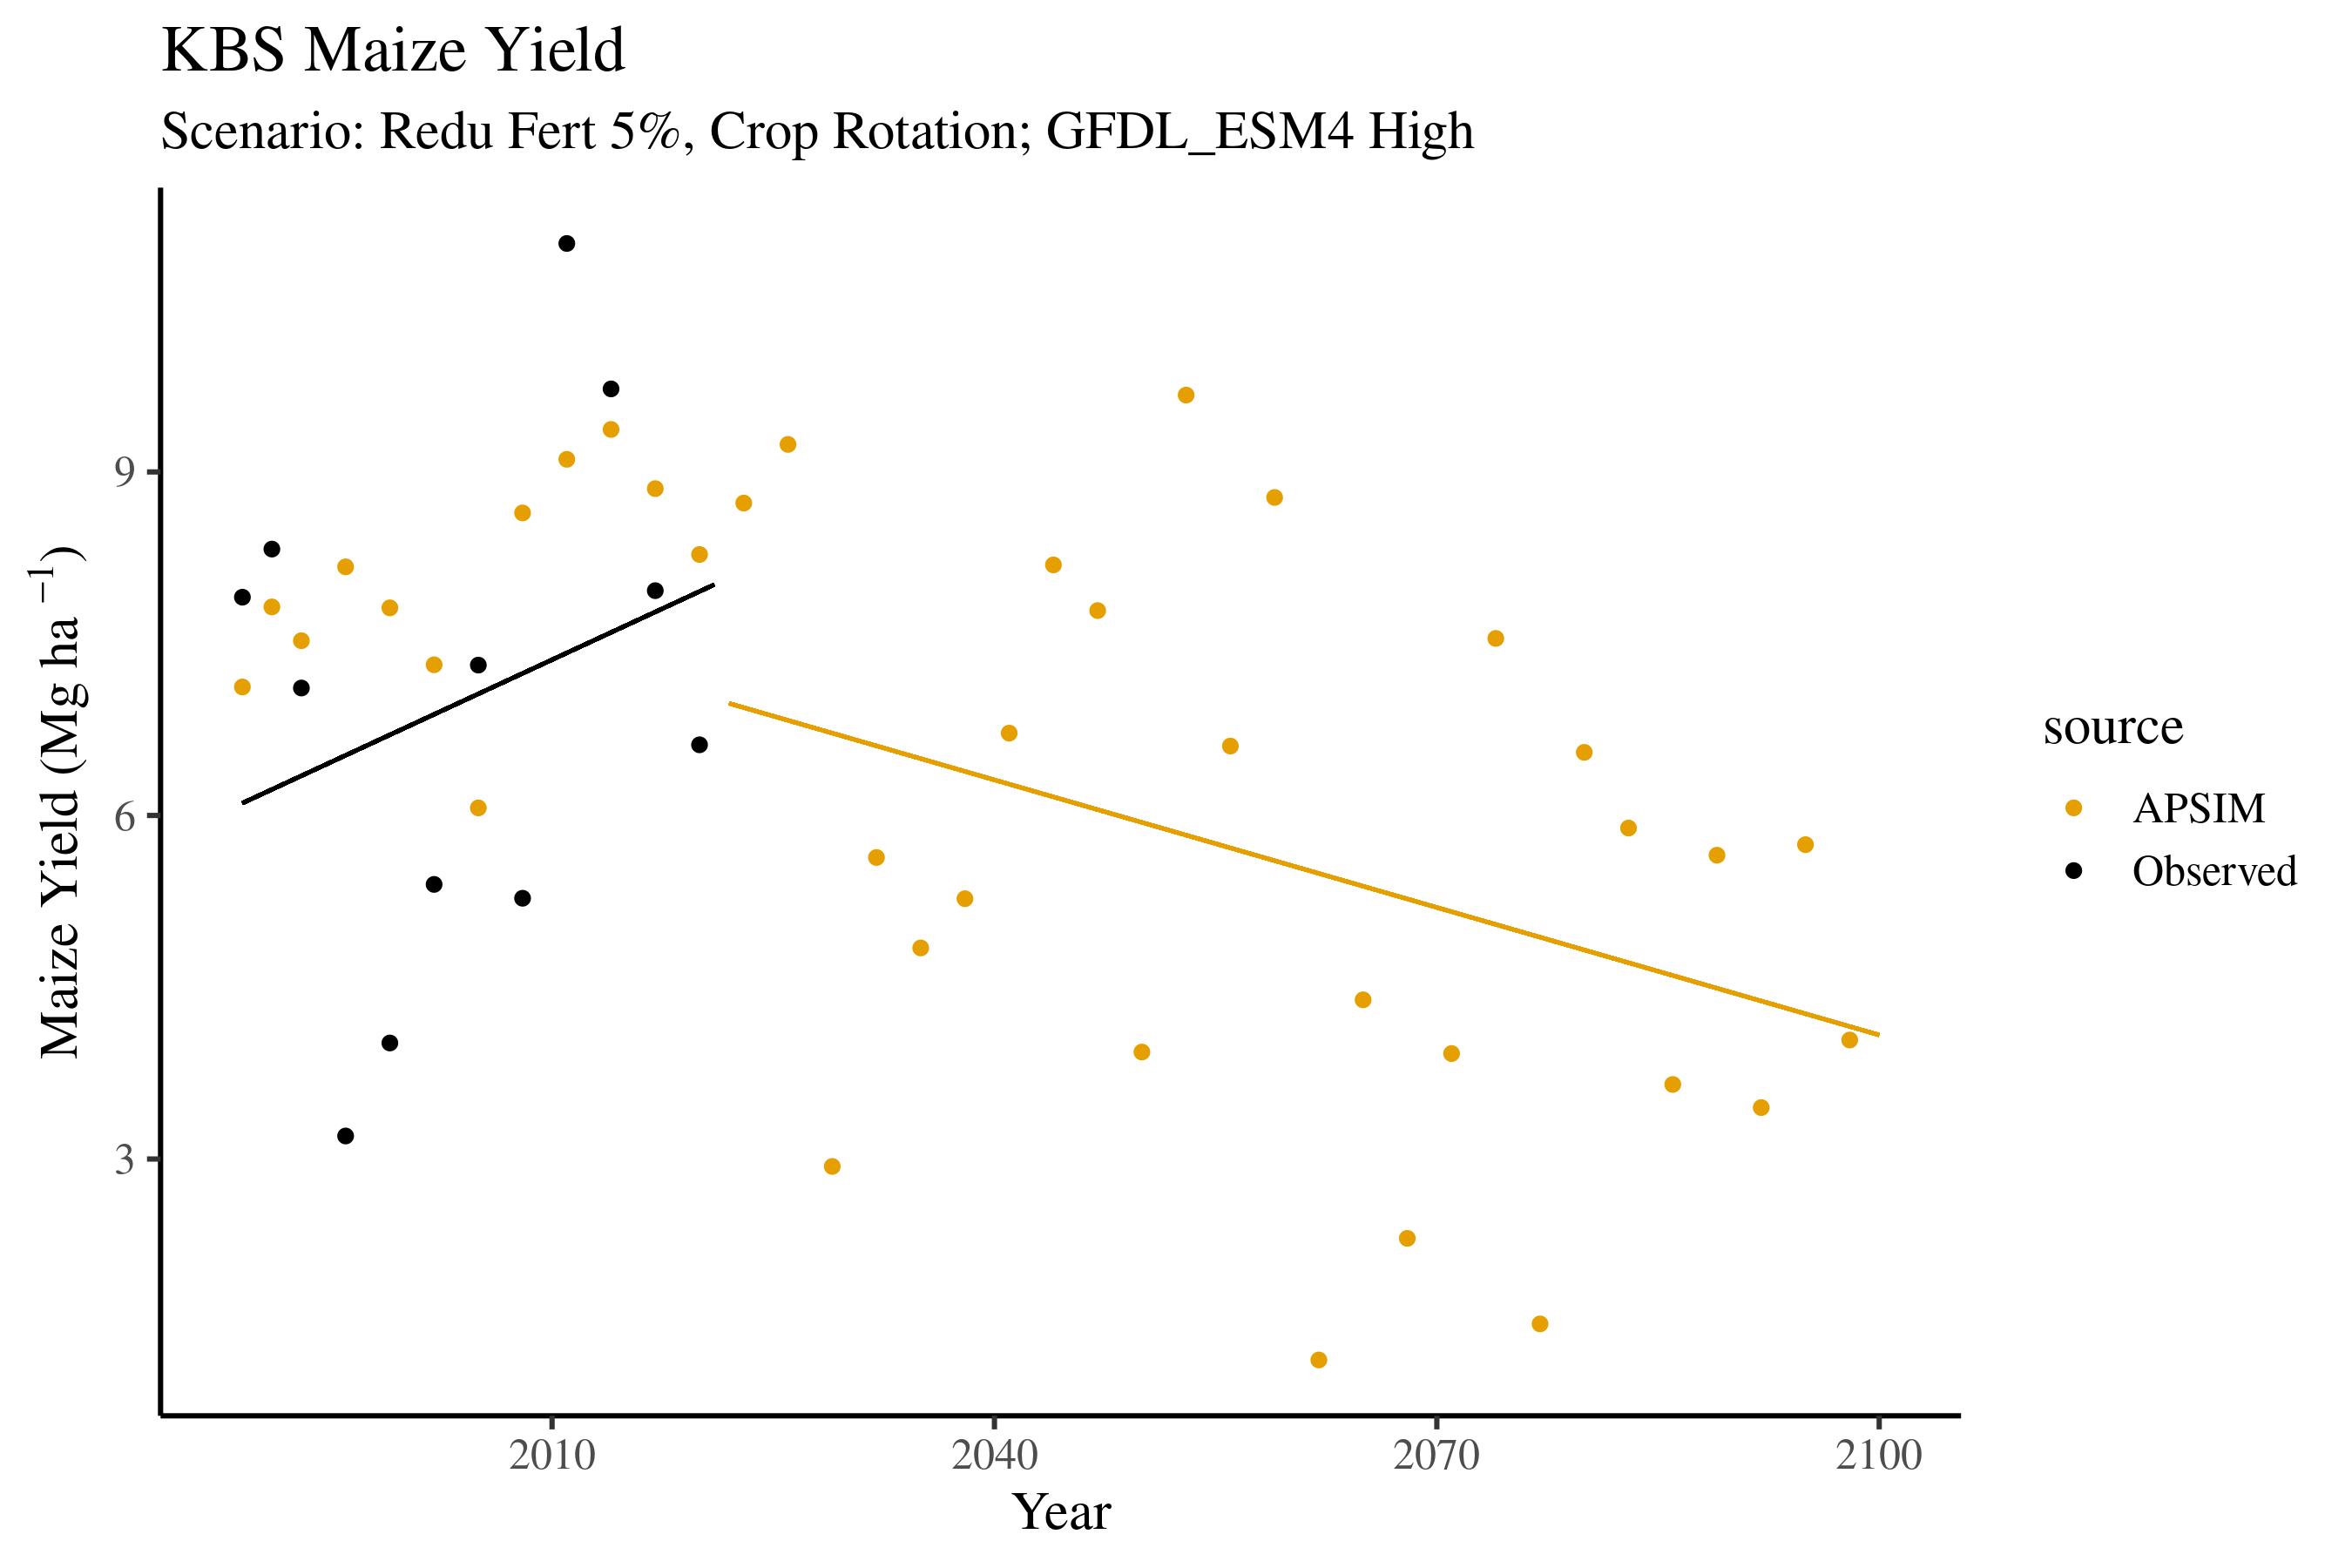 KBS Maize Yield
Scenario: Redu Fert 5%, Crop Rotation; GFDL_ESM4 High
Maize Yield (Mg ha −1)
9
6
3
2010
2040
2070
2100
Year
source
APSIM
Observed